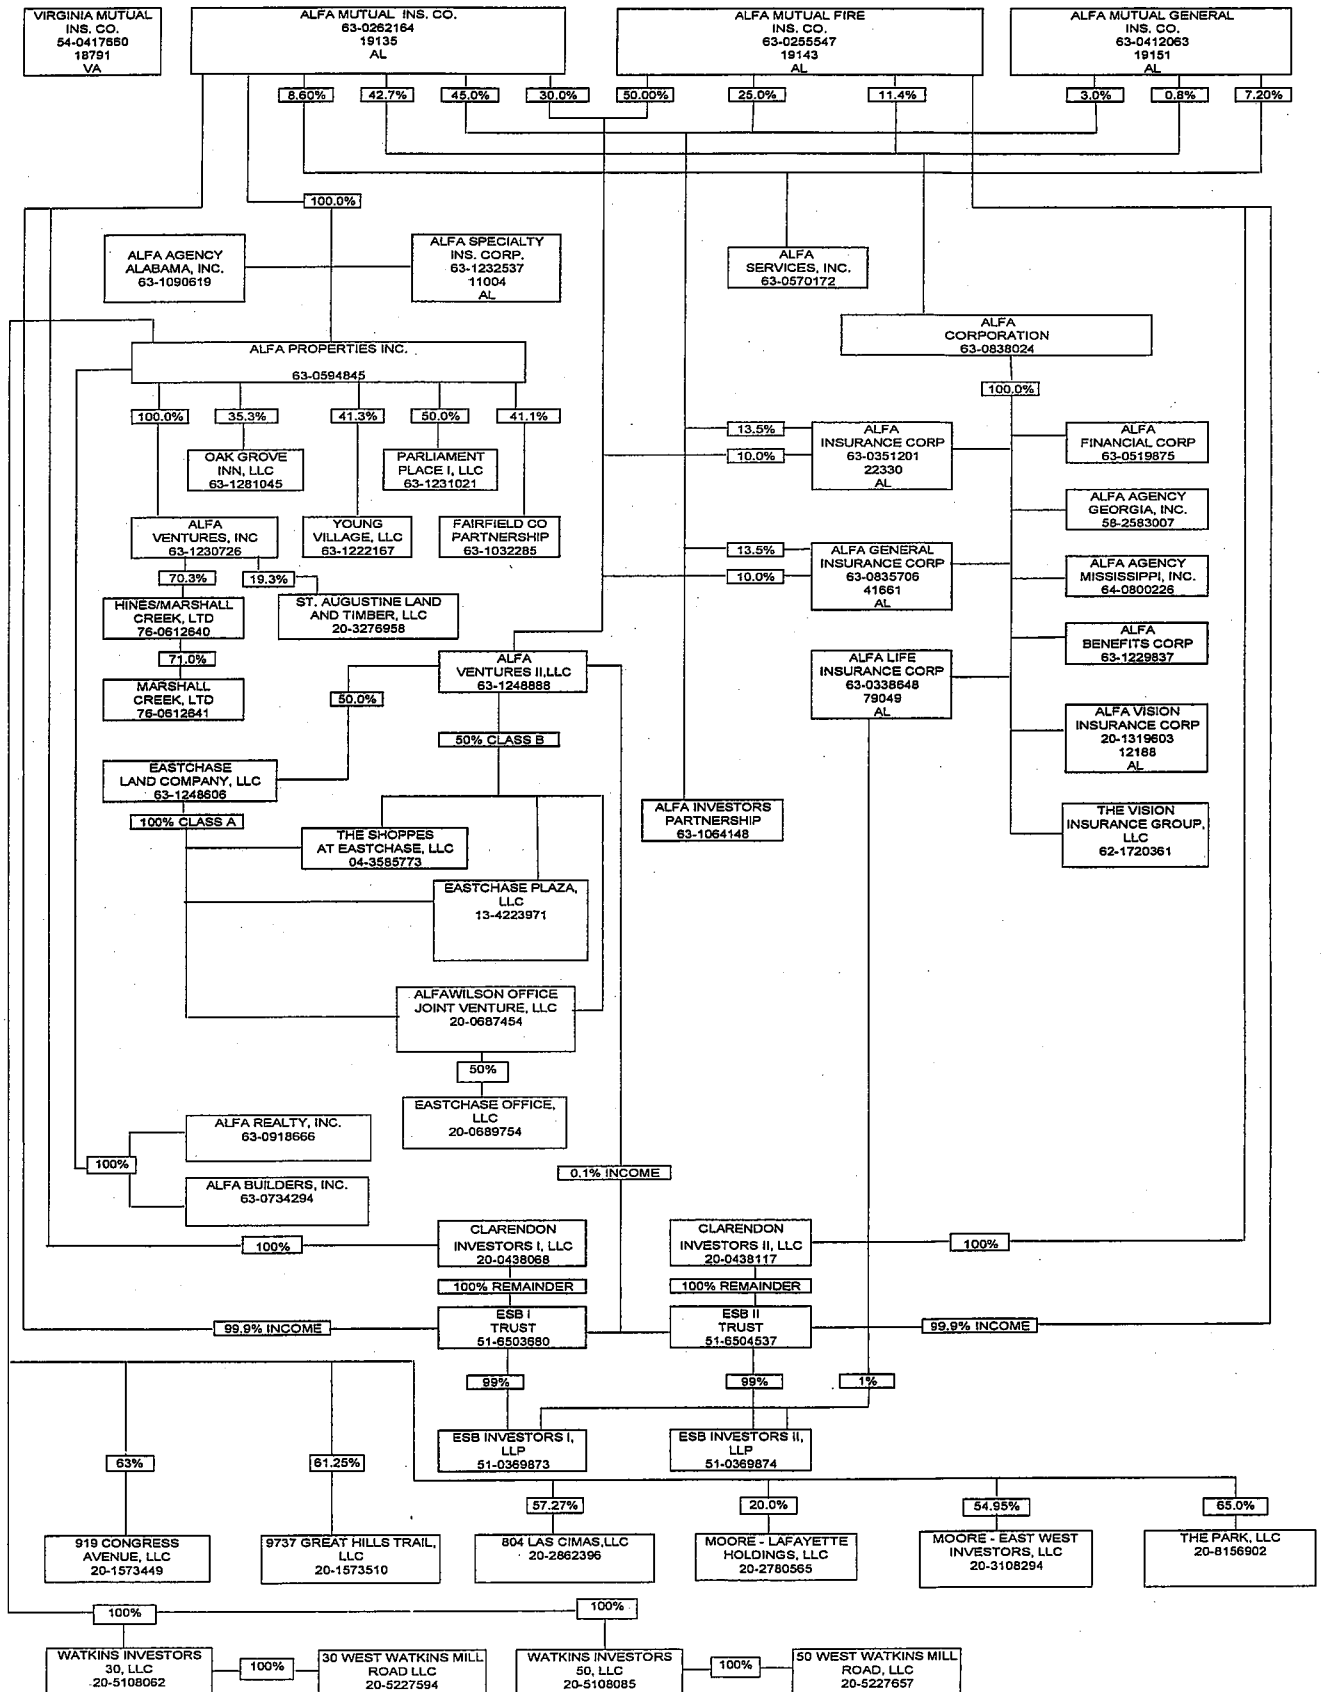 VIRGINIA MUTUAL
INS. CO.
54-0417660
18791
VA
ALFA MUTUAL INS. CO.
63-0262164
19135
AL
ALFA MUTUAL FIRE
INS. CO.
63-0255547
19143
AL
ALFA MUTUAL GENERAL
INS. CO.
63-0412063
19151
AL
8.60%
42.7%
45.0%
30.0%
50.00%
25.0%
11.4%
3.0%
0.8%
7.20%
100.0%
ALFA AGENCY
ALABAMA, INC.
63-1090619
ALFA SPECIALTY
INS. CORP.
63-1232537
11004
AL
ALFA
SERVICES, INC.
63-0570172
ALFA
CORPORATION
63-0838024
ALFA PROPERTIES INC.
63-0594845
100.0%
100.0%
35.3%
41.3%
50.0%
41.1%
OAK GROVE
INN, LLC
63-1281045
PARLIAMENT
PLACE I, LLC
63-1231021
13.5%
10.0%
ALFA
INSURANCE CORP
63-0351201
22330
AL
ALFA
FINANCIAL CORP
63-0519875
ALFA AGENCY
GEORGIA, INC.
58-2583007
ALFA
VENTURES, INC
63-1230726
YOUNG
VILLAGE, LLC
63-1222167
FAIRFIELD CO
PARTNERSHIP
63-1032285
13.5%
10.0%
ALFA GENERAL
INSURANCE CORP
63-0835706
41661
AL
ALFA AGENCY
MISSISSIPPI, INC.
64-0800226
70.3%
19.3%
HINES/MARSHALL
CREEK, LTD
76-0612640
ST. AUGUSTINE LAND
AND TIMBER, LLC
20-3276958
71.0%
MARSHALL
CREEK, LTD
76-0612641
ALFA
VENTURES II,LLC
63-1248888
ALFA LIFE
INSURANCE CORP
63-0338648
79049
AL
ALFA
BENEFITS CORP
63-1229837
50.0%
50% CLASS B
ALFA VISION
INSURANCE CORP
20-1319603
12188
AL
EASTCHASE
LAND COMPANY, LLC
63-1248606
100% CLASS A
THE SHOPPES
AT EASTCHASE, LLC
04-3585773
ALFA INVESTORS
PARTNERSHIP
63-1064148
THE VISION
INSURANCE GROUP,
LLC
62-1720361
EASTCHASE PLAZA,
LLC
13-4223971
ALFAWILSON OFFICE
JOINT VENTURE, LLC
20-0687454
50%
EASTCHASE OFFICE,
LLC
20-0689754
ALFA REALTY, INC.
63-0918666
100%
ALFA BUILDERS, INC.
63-0734294
0.1% INCOME
100%
CLARENDON
INVESTORS I, LLC
20-0438068
CLARENDON
INVESTORS II, LLC
20-0438117
100%
100% REMAINDER
100% REMAINDER
99.9% INCOME
ESB I
TRUST
51-6503680
ESB II
TRUST
51-6504537
99.9% INCOME
99%
99%
1%
ESB INVESTORS I,
LLP
51-0369873
ESB INVESTORS II,
LLP
51-0369874
63%
61.25%
57.27%
20.0%
54.95%
65.0%
919 CONGRESS
AVENUE, LLC
20-1573449
9737 GREAT HILLS TRAIL,
LLC
20-1573510
804 LAS CIMAS,LLC
20-2862396
MOORE - LAFAYETTE
HOLDINGS, LLC
20-2780565
MOORE - EAST WEST
INVESTORS, LLC
20-3108294
THE PARK, LLC
20-8156902
100%
100%
WATKINS INVESTORS
30, LLC
20-5108062
100%
30 WEST WATKINS MILL
ROAD LLC
20-5227594
WATKINS INVESTORS
50, LLC
20-5108085
100%
50 WEST WATKINS MILL
ROAD, LLC
20-5227657